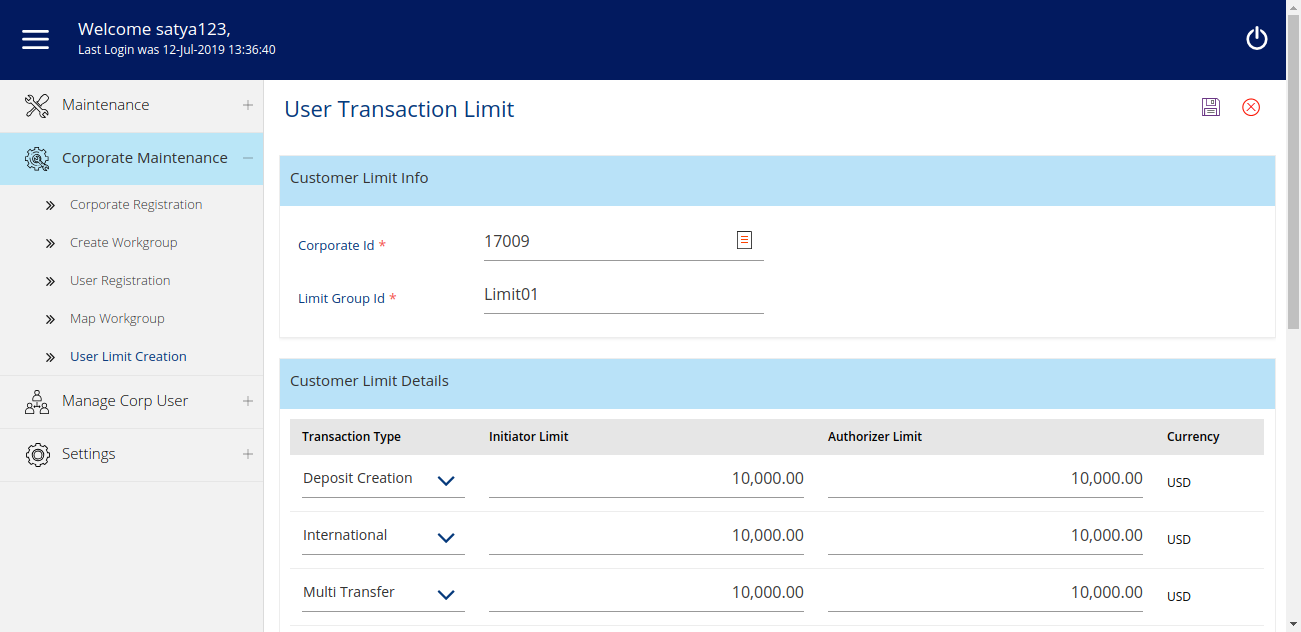 Welcome satya123,
Last Login was 12-Jul-2019 13:36:40
Maintenance
Corporate Maintenance
Corporate Registration
Create Workgroup
User Registration
Map Workgroup
User Limit Creation
Manage Corp User
Settings
User Transaction Limit
Customer Limit Info
Corporate Id * 17009
Limit Group Id * Limit01
Customer Limit Details
Transaction Type Initiator Limit Authorizer Limit Currency
Deposit Creation 10,000.00 10,000.00 USD
International 10,000.00 10,000.00 USD
Multi Transfer 10,000.00 10,000.00 USD